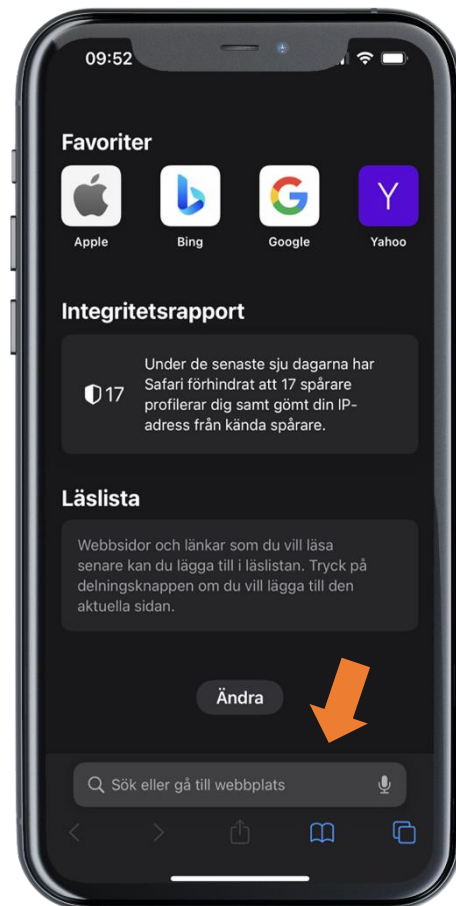 09:52
Favoriter
Y
Apple
Bing
Google
Yahoo
Integritetsrapport
17
Under de senaste sju dagarna har
Safari förhindrat att 17 spårare
profilerar dig samt gömt din IP-
adress från kända spårare.
Läslista
Webbsidor och länkar som du vill läsa
senare kan du lägga till i läslistan. Tryck på
delningsknappen om du vill lägga till den
aktuella sidan.
Ändra
Sök eller gå till webbplats